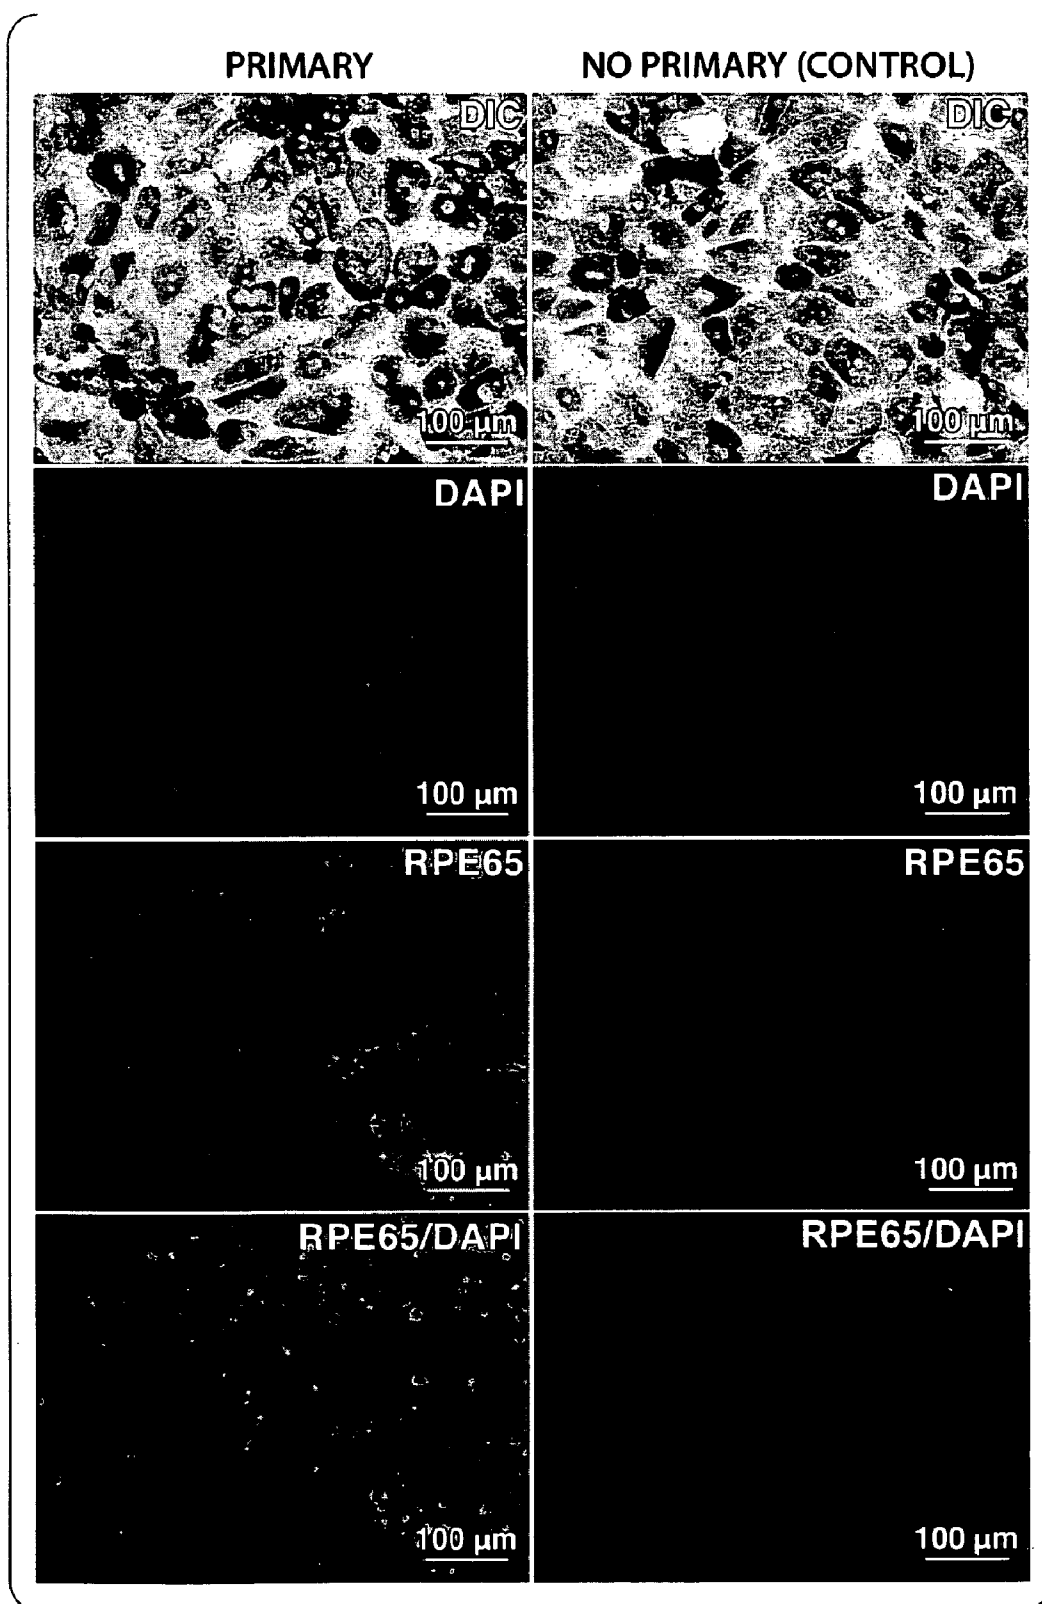 PRIMARY
NO PRIMARY (CONTROL)
DIC
DIC
100 µm
100 µm
DAPI
DAPI
100 µm
100 µm
RPE65
RPE65
100 µm
100 µm
RPE65/DAPI
RPE65/DAPI
100 µm
100 µm